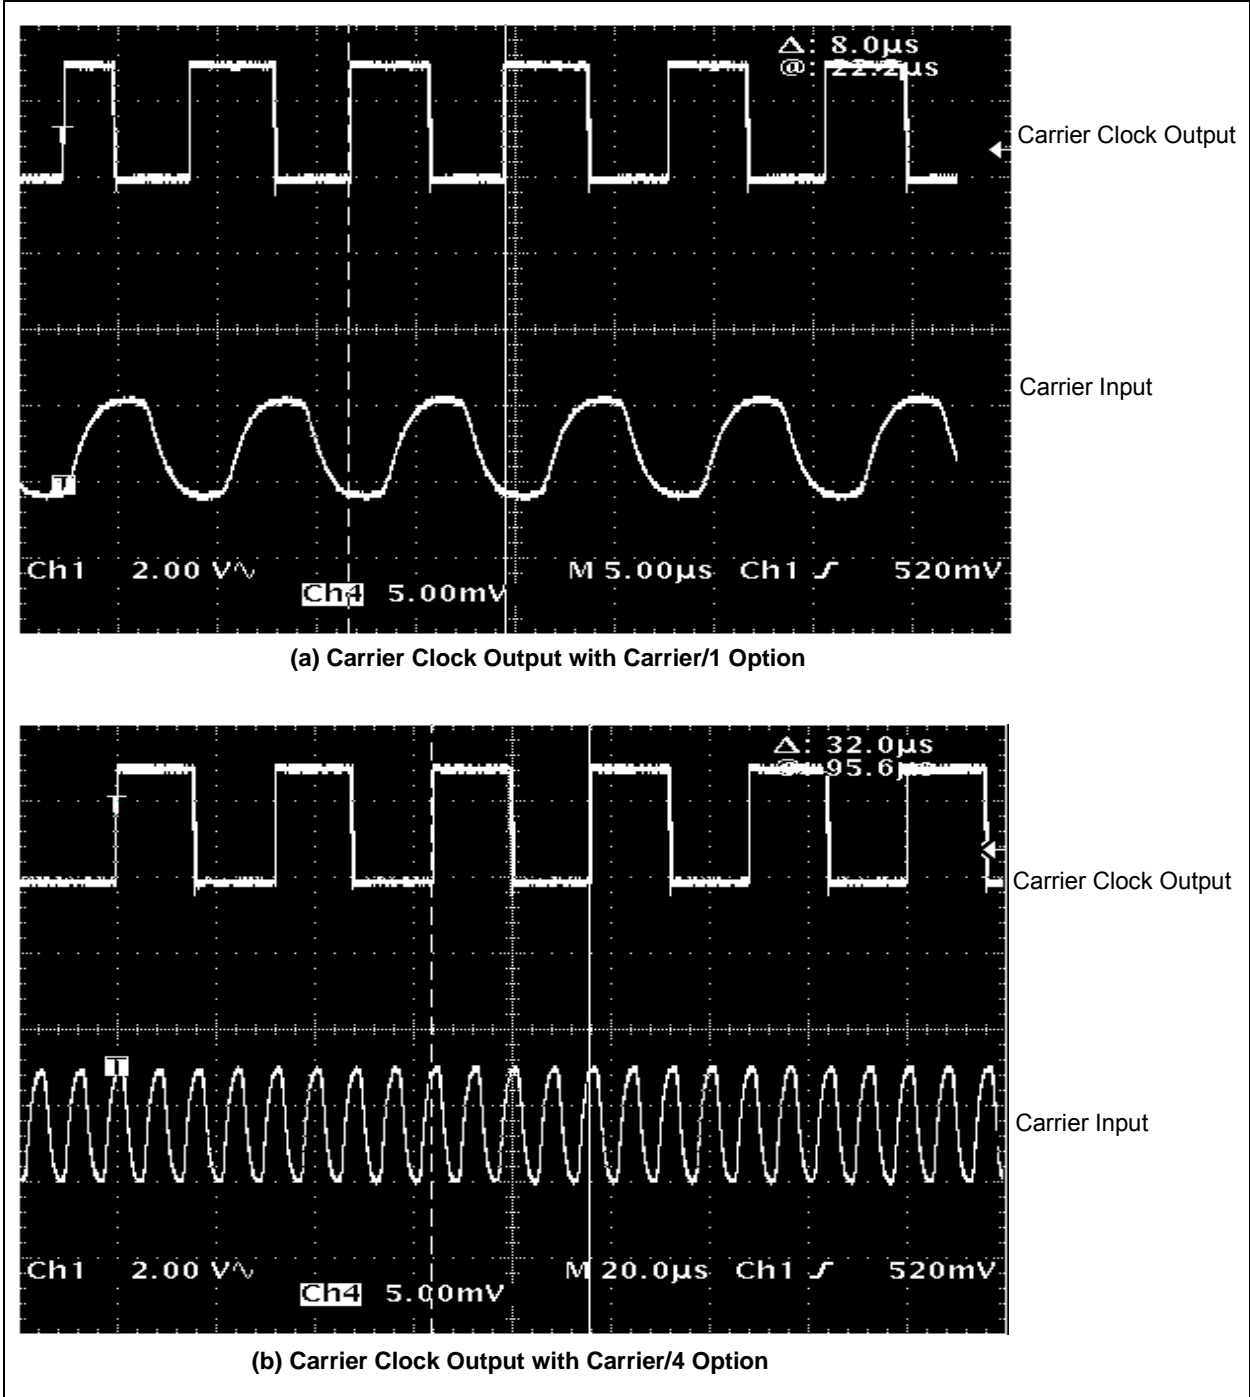 Δ: 8.0μs
@: 22.2μs
T
Carrier Clock Output
Carrier Input
T
Ch1 2.00 V∿ M 5.00μs Ch1 ∫ 520mV
Ch4 5.00mV
(a) Carrier Clock Output with Carrier/1 Option
Δ: 32.0μs
@: 95.6μs
T
Carrier Clock Output
T
Carrier Input
Ch1 2.00 V∿ M 20.0μs Ch1 ∫ 520mV
Ch4 5.00mV
(b) Carrier Clock Output with Carrier/4 Option